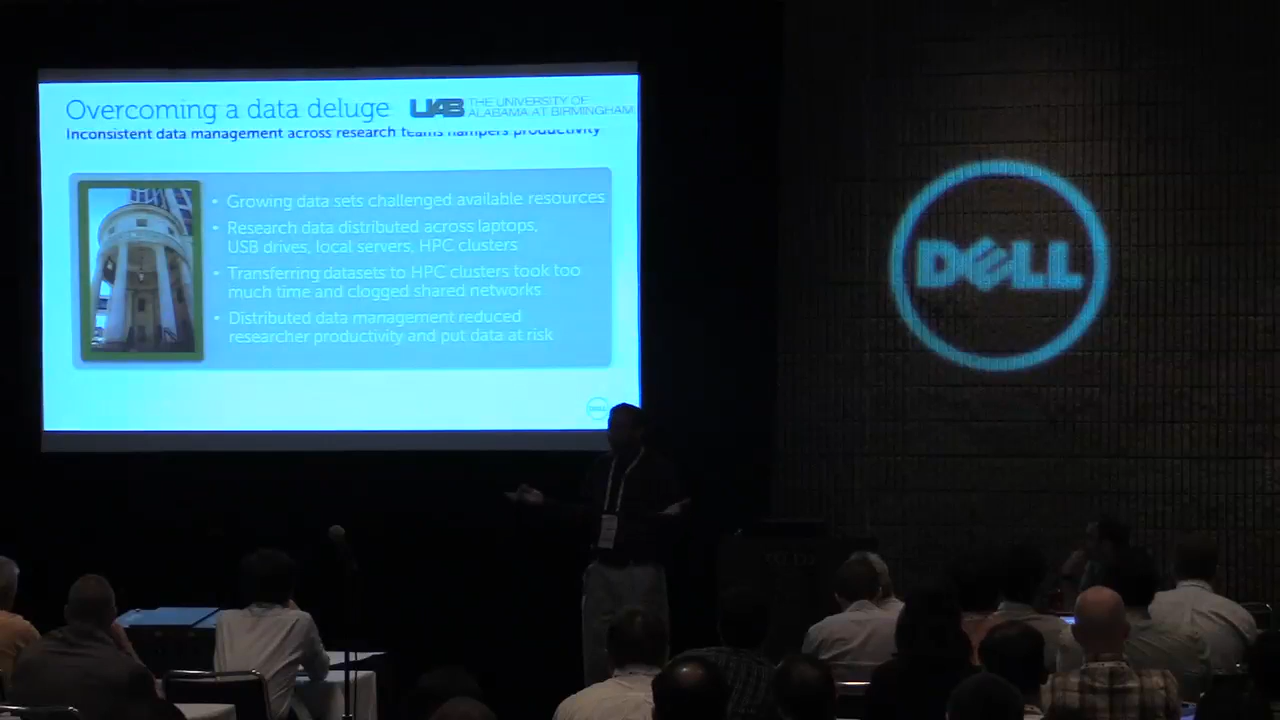 Overcoming a data deluge
UAB THE UNIVERSITY OF
ALABAMA AT BIRMINGHAM
Inconsistent data management across research teams hampers productivity
• Growing data sets challenged available resources
• Research data distributed across laptops,
USB drives, local servers, HPC clusters
• Transferring datasets to HPC clusters took too
much time and clogged shared networks
• Distributed data management reduced
researcher productivity and put data at risk
DELL
DELL